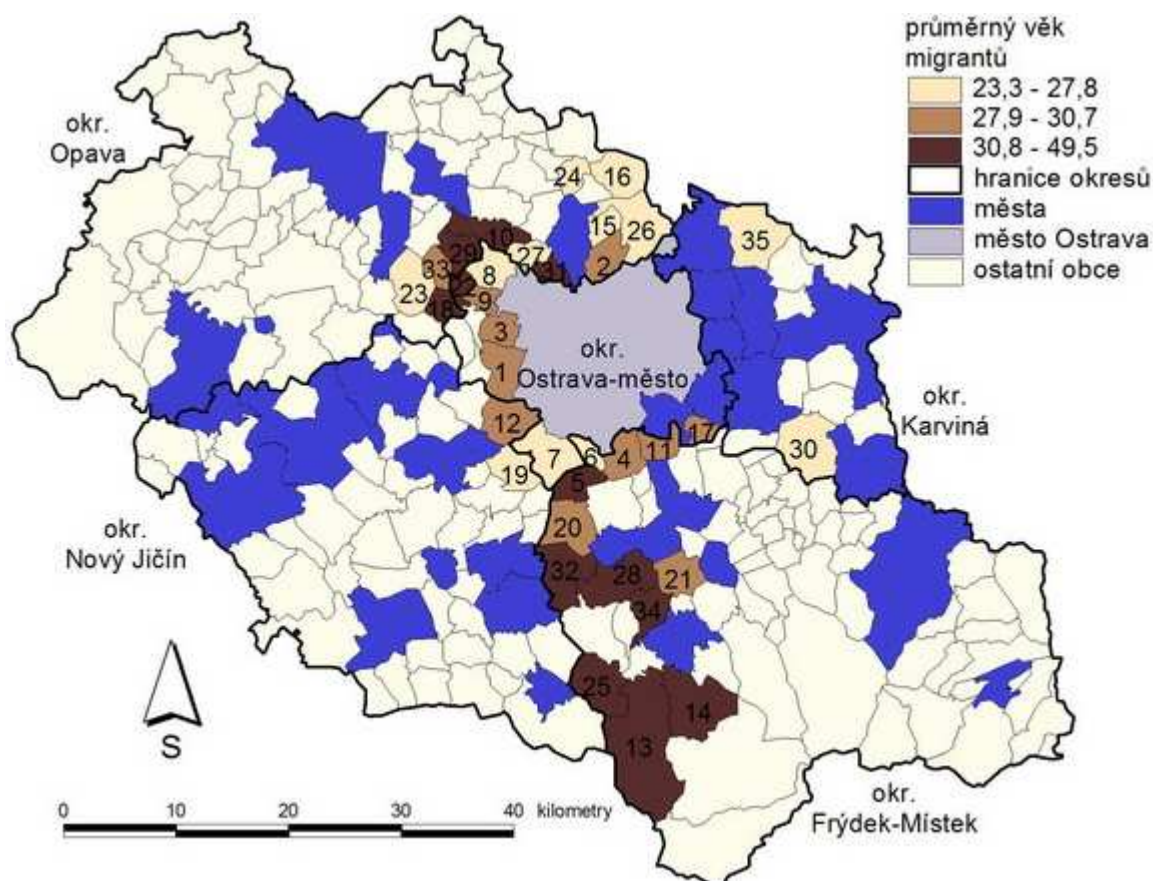 průměrný věk
migrantů
23,3 - 27,8
27,9 - 30,7
30,8 - 49,5
hranice okresů
města
město Ostrava
ostatní obce
okr.
Opava
24
16
15
26
35
10
29
27
33
8
31
2
23
18
9
3
okr.
Ostrava-město
1
okr.
Karviná
12
17
11
4
6
7
30
19
5
okr.
Nový Jičín
20
32
28
21
34
25
14
13
S
0 10 20 30 40 kilometry
okr.
Frýdek-Místek